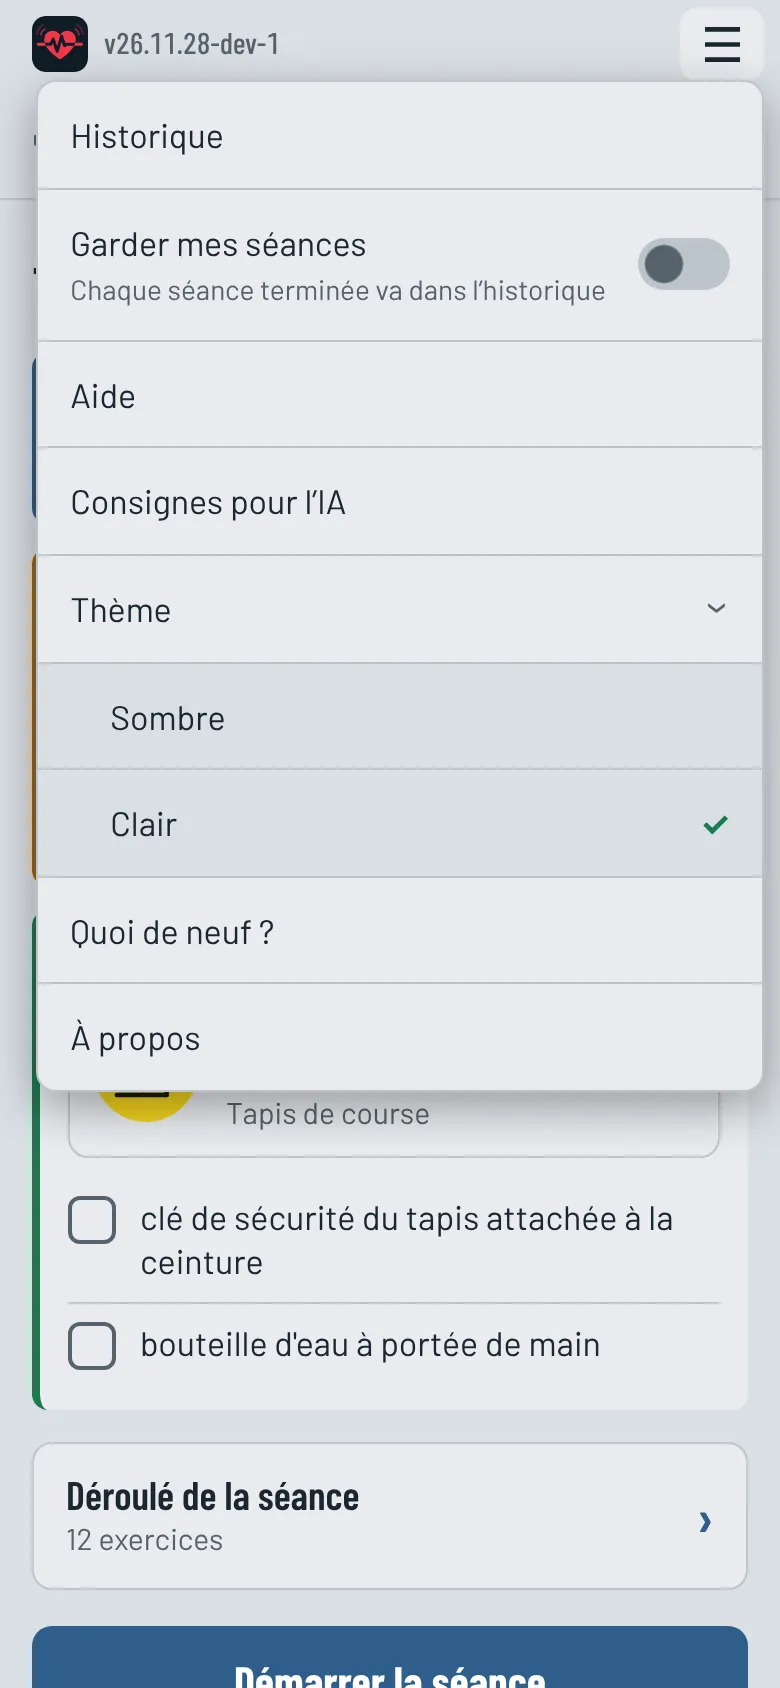 v26.11.28-dev-1
Historique
Garder mes séances
Chaque séance terminée va dans l’historique
Aide
Consignes pour l’IA
Thème
Sombre
Clair
Quoi de neuf ?
À propos
Tapis de course
clé de sécurité du tapis attachée à la
ceinture
bouteille d'eau à portée de main
Déroulé de la séance
12 exercices
Démarrer la séance